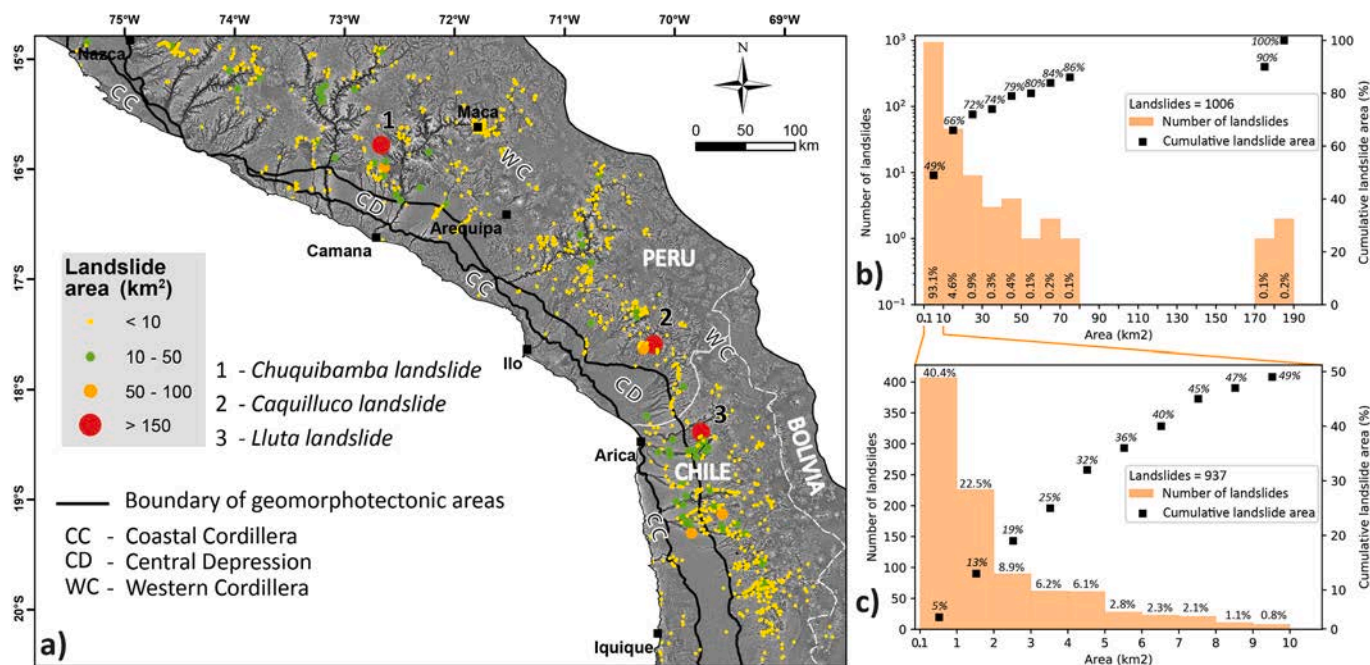 75°W
74°W
73°W
72°W
71°W
70°W
69°W
15°S
16°S
17°S
18°S
19°S
20°S
Nazca
CC
Maca
N
0 50 100
km
1
WC
CD
Arequipa
Camana
PERU
CC
2
WC
Ilo
CD
3
Arica
CHILE
BOLIVIA
CC
Iquique
Landslide
area (km²)
< 10
10 - 50
50 - 100
> 150
1 - Chuquibamba landslide
2 - Caquilluco landslide
3 - Lluta landslide
Boundary of geomorphotectonic areas
CC - Coastal Cordillera
CD - Central Depression
WC - Western Cordillera
a)
Number of landslides
10³
10²
10¹
10⁰
10⁻¹
49%
66%
72%
74%
79%
80%
84%
86%
90%
100%
Landslides = 1006
Number of landslides
Cumulative landslide area
93.1%
4.6%
0.9%
0.3%
0.4%
0.1%
0.2%
0.1%
0.1%
0.2%
0.1 10 30 50 70 90 110 130 150 170 190
Area (km2)
100
80
60
40
20
0
Cumulative landslide area (%)
b)
Number of landslides
400
350
300
250
200
150
100
50
0
40.4%
22.5%
8.9%
6.2%
6.1%
2.8%
2.3%
2.1%
1.1%
0.8%
5%
13%
19%
25%
32%
36%
40%
45%
47%
49%
Landslides = 937
Number of landslides
Cumulative landslide area
0.1 1 2 3 4 5 6 7 8 9 10
Area (km2)
50
40
30
20
10
0
Cumulative landslide area (%)
c)